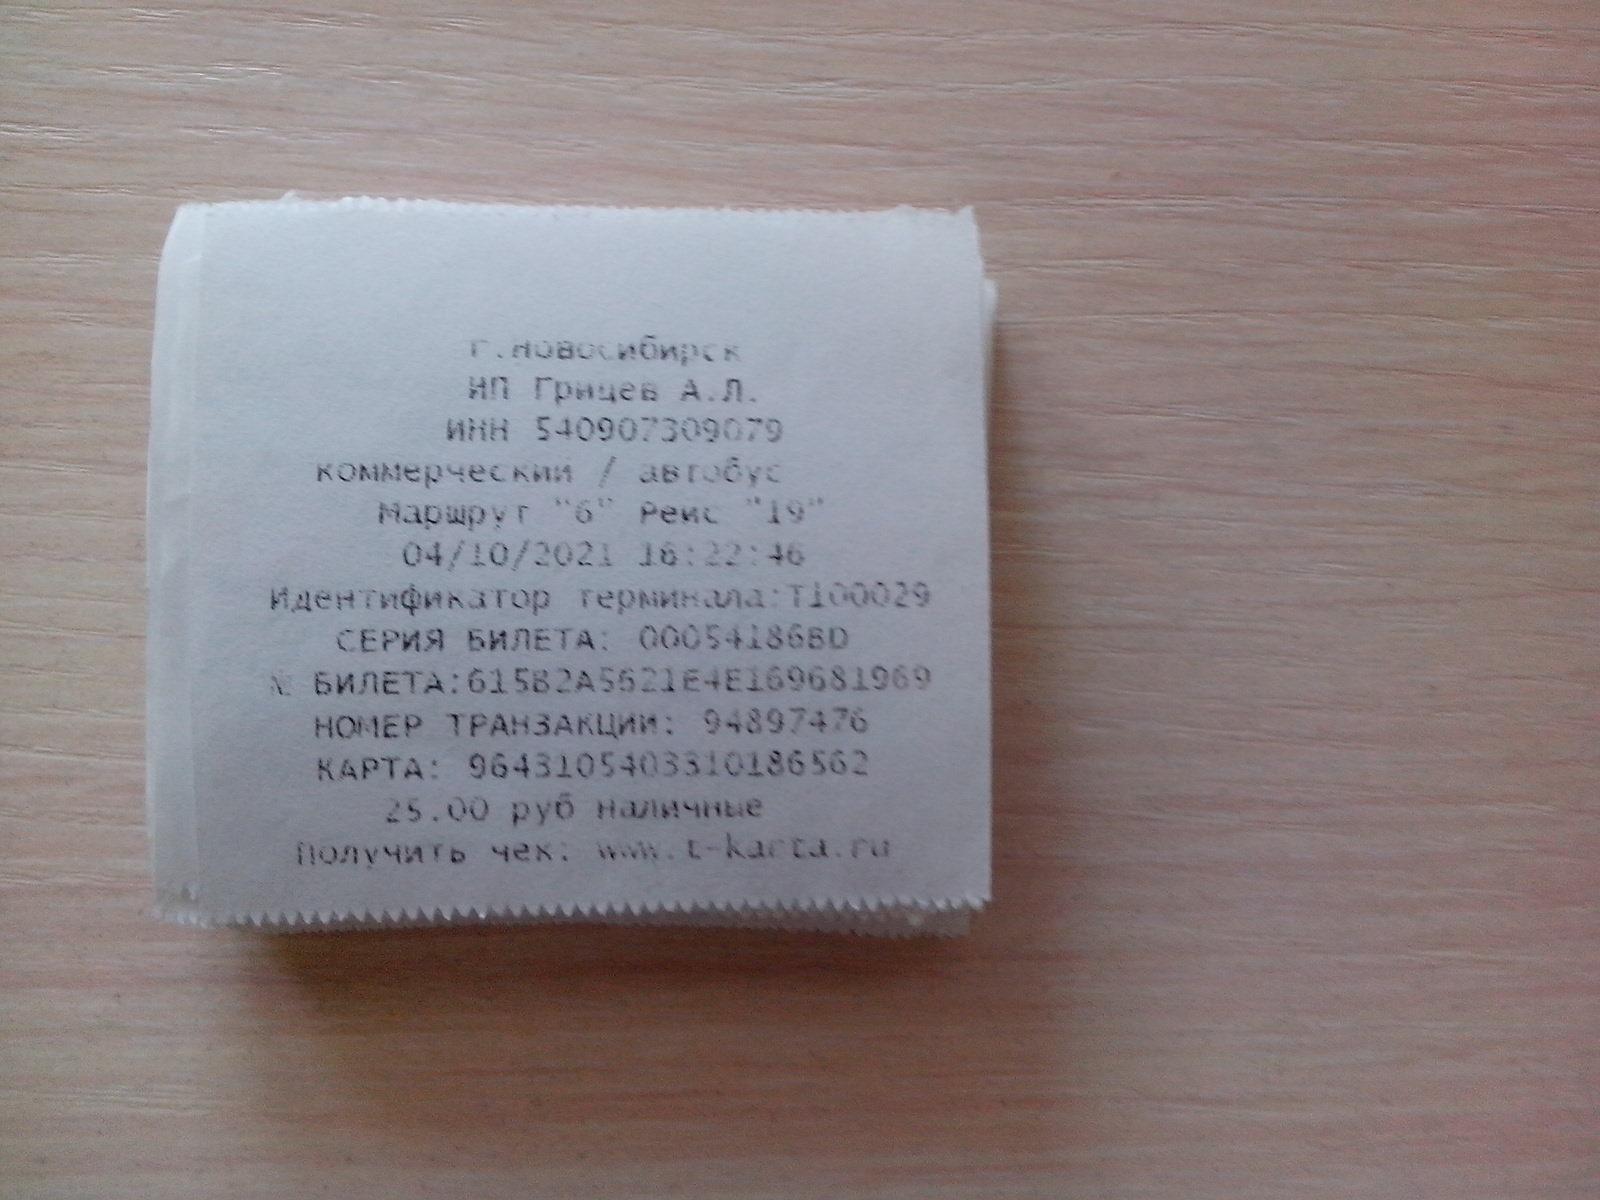 г.Новосибирск
ИП Грицев А.Л.
ИНН 540907309079
коммерческий / автобус
Маршрут "6" Рейс "19"
04/10/2021 16:22:46
Идентификатор терминала:T100029
СЕРИЯ БИЛЕТА: 00054186BD
№ БИЛЕТА:615B2A5621E4E169681969
НОМЕР ТРАНЗАКЦИИ: 94897476
КАРТА: 9643105403310186562
25.00 руб наличные
Получить чек: www.t-karta.ru